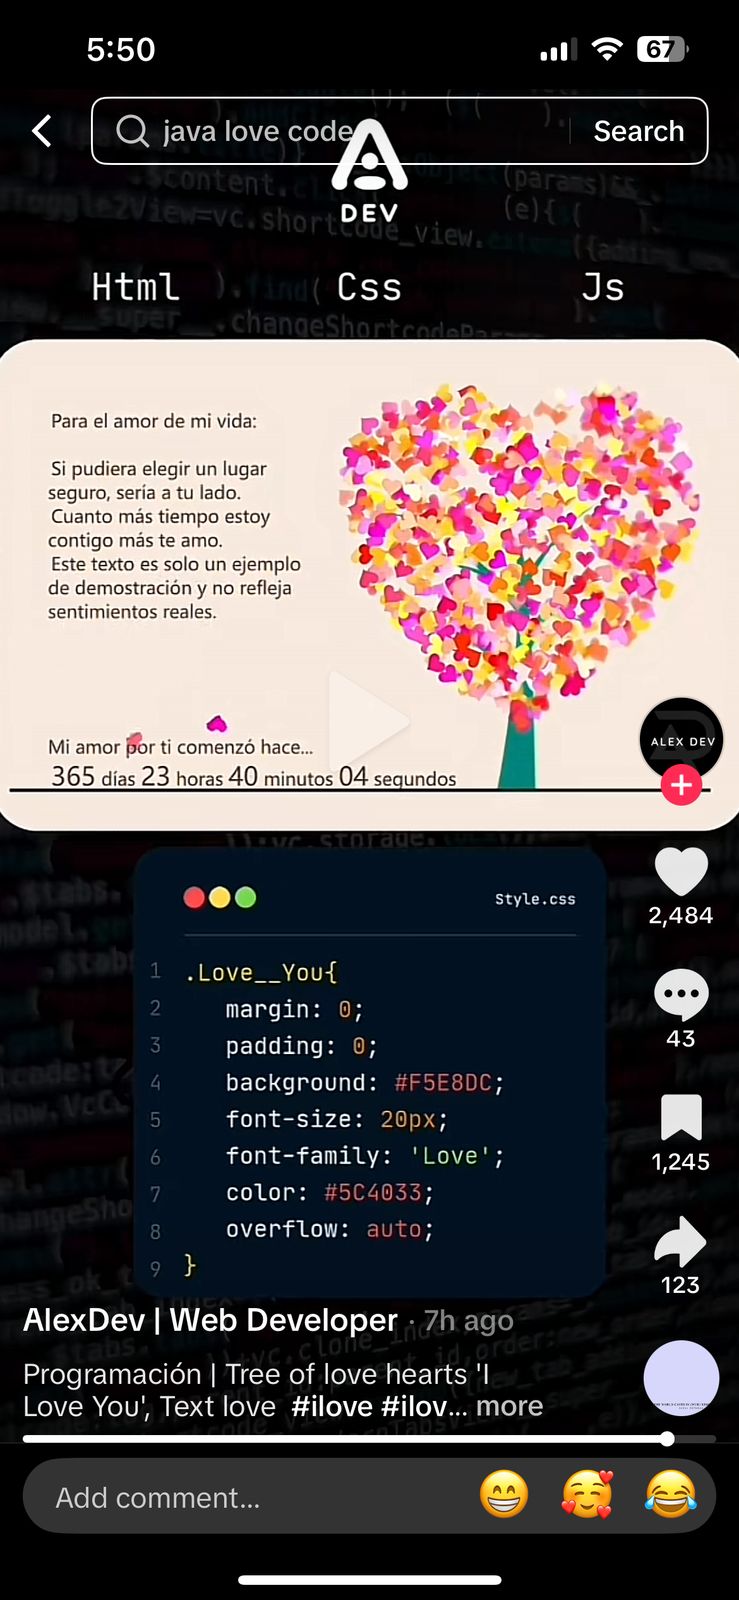 5:50
67
java love code
Search
DEV
Html
Css
Js
Para el amor de mi vida:
Si pudiera elegir un lugar
seguro, sería a tu lado.
Cuanto más tiempo estoy
contigo más te amo.
Este texto es solo un ejemplo
de demostración y no refleja
sentimientos reales.
Mi amor por ti comenzó hace...
365 días 23 horas 40 minutos 04 segundos
ALEX DEV
2,484
43
1,245
123
Style.css
1 .Love__You{
2 margin: 0;
3 padding: 0;
4 background: #F5E8DC;
5 font-size: 20px;
6 font-family: 'Love';
7 color: #5C4033;
8 overflow: auto;
9 }
AlexDev | Web Developer · 7h ago
Programación | Tree of love hearts 'I
Love You', Text love #ilove #ilov... more
Add comment...